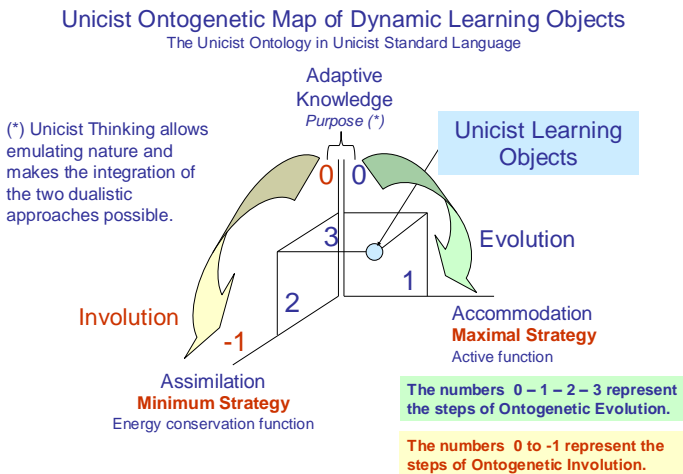 Unicist Ontogenetic Map of Dynamic Learning Objects
The Unicist Ontology in Unicist Standard Language
Adaptive
Knowledge
Purpose (*)
(*) Unicist Thinking allows
emulating nature and
makes the integration of
the two dualistic
approaches possible.
Unicist Learning
Objects
0 0
3
Evolution
1
2
Involution
-1
Accommodation
Maximal Strategy
Active function
Assimilation
Minimum Strategy
Energy conservation function
The numbers 0 – 1 – 2 – 3 represent
the steps of Ontogenetic Evolution.
The numbers 0 to -1 represent the
steps of Ontogenetic Involution.